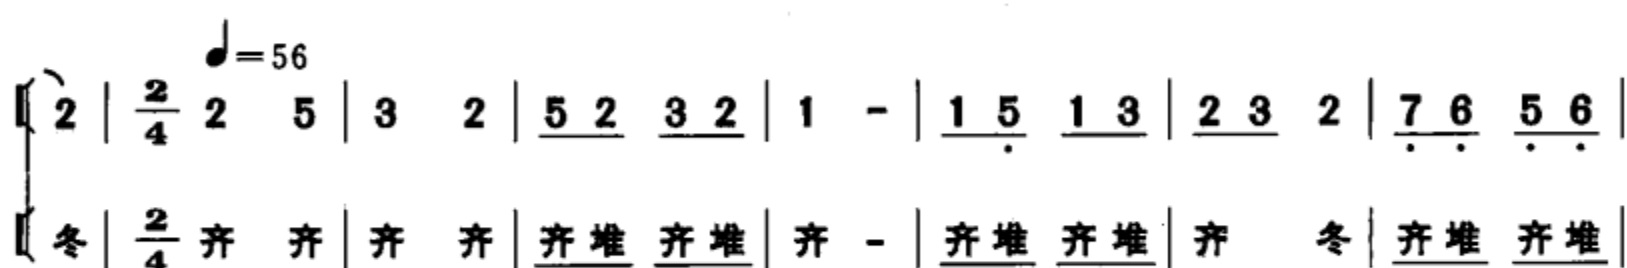 ♩=56
2 | 2/4 2 5 | 3 2 | 5 2 3 2 | 1 - | 1 5̣ 1 3 | 2 3 2 | 7̣ 6̣ 5̣ 6̣ |
冬 | 2/4 齐 齐 | 齐 齐 | 齐堆 齐堆 | 齐 - | 齐堆 齐堆 | 齐 冬 | 齐堆 齐堆 |